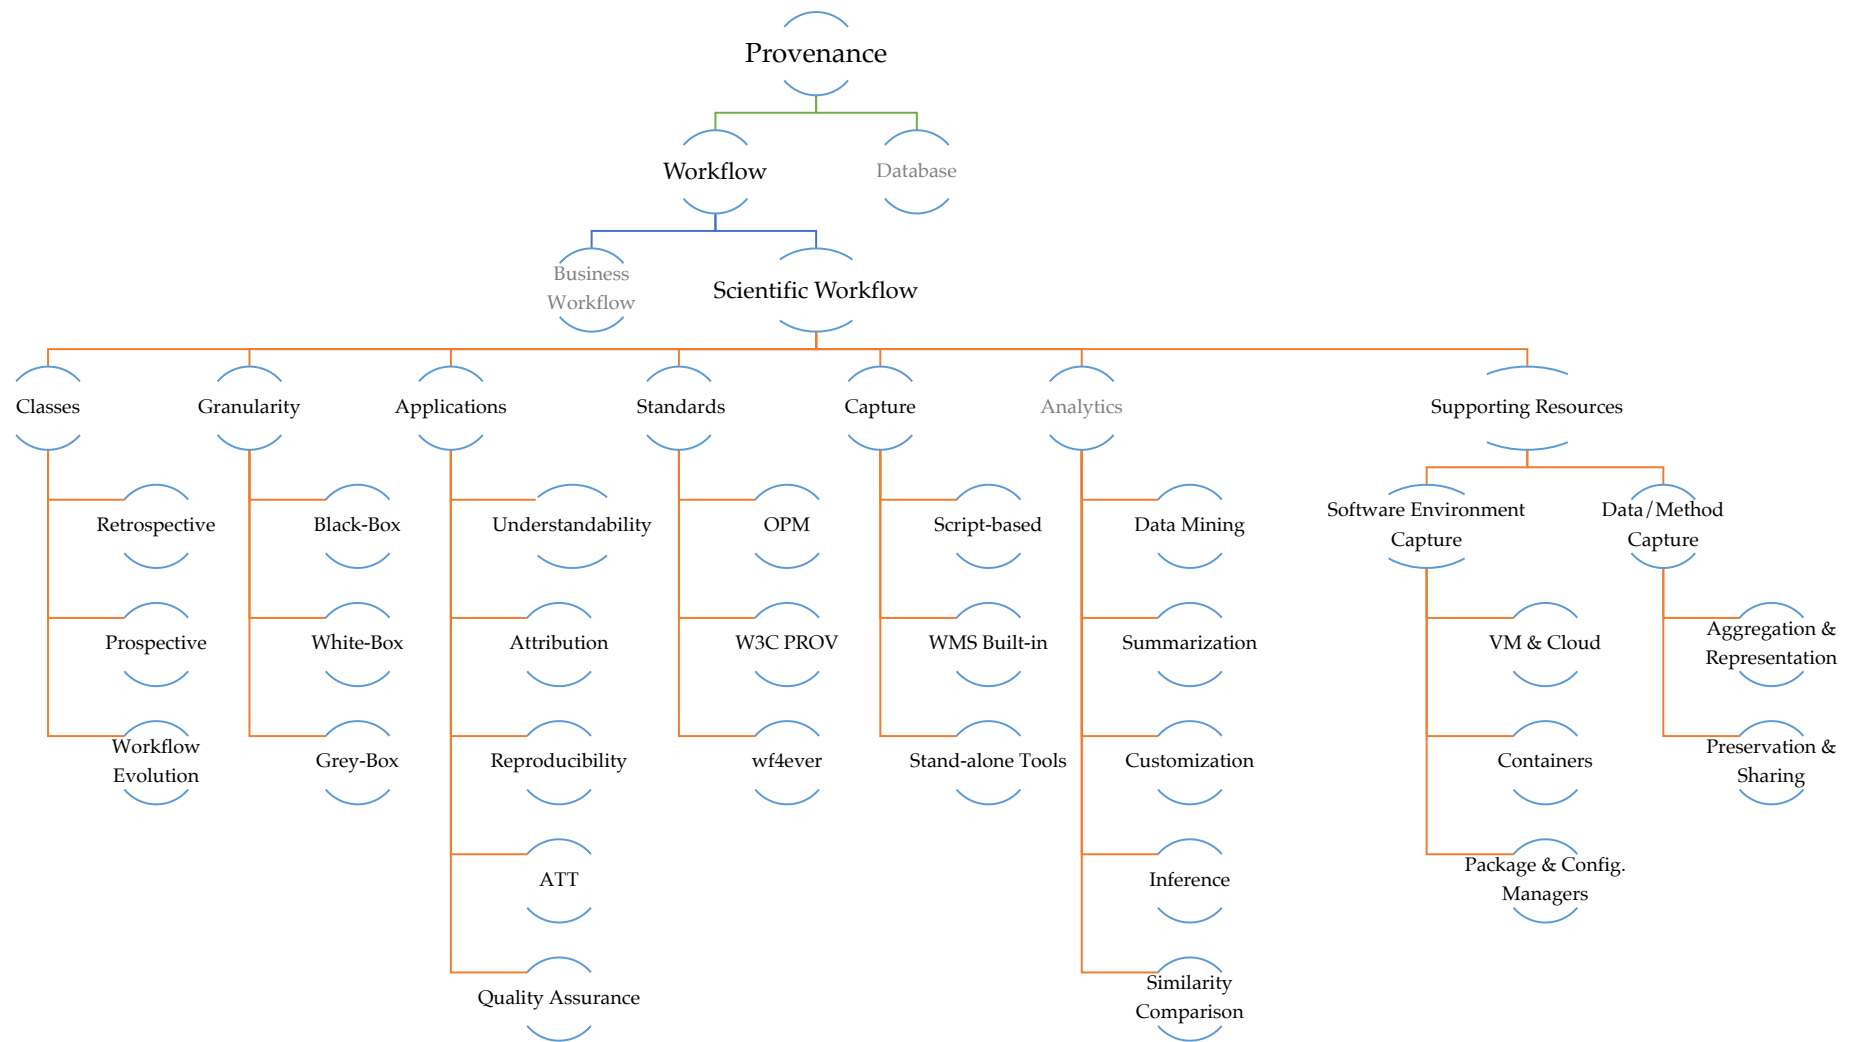 Provenance
Workflow
Database
Business
Workflow
Scientific Workflow
Classes
Granularity
Applications
Standards
Capture
Analytics
Supporting Resources
Retrospective
Black-Box
Understandability
OPM
Script-based
Data Mining
Software Environment
Capture
Data/Method
Capture
Prospective
White-Box
Attribution
W3C PROV
WMS Built-in
Summarization
VM & Cloud
Aggregation &
Representation
Workflow
Evolution
Grey-Box
Reproducibility
wf4ever
Stand-alone Tools
Customization
Containers
Preservation &
Sharing
ATT
Inference
Package & Config.
Managers
Quality Assurance
Similarity
Comparison